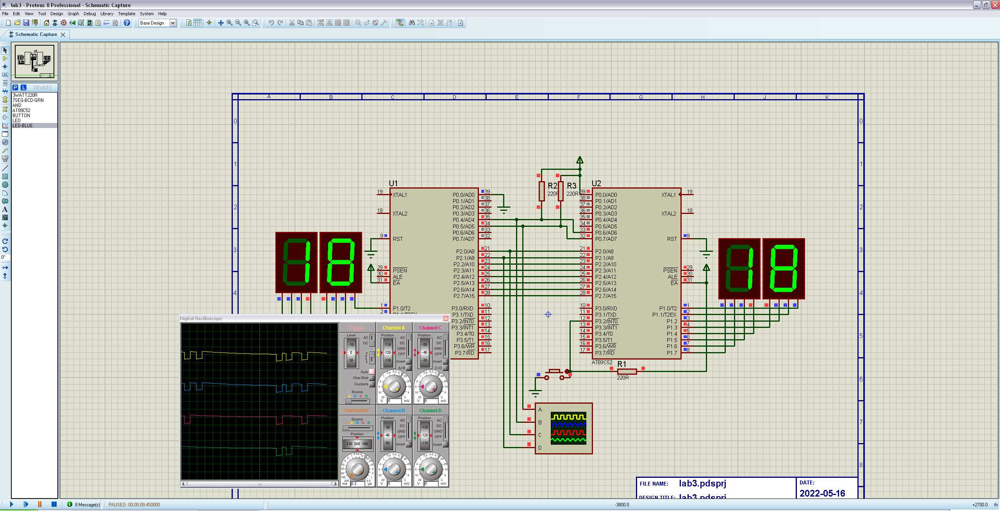 lab3 - Proteus 8 Professional - Schematic Capture
File Edit View Tool Design Graph Debug Library Template System Help
Base Design
Schematic Capture
P L DEVICES
3WATT220R
7SEG-BCD-GRN
AND
AT89C52
BUTTON
LED
LED-BLUE
LBL
A
S
0°
A B C D E F G H J K
0 0
1 1
2 2
3 3
4 4
5
6
7
8
U1
19 XTAL1
18 XTAL2
9 RST
29 PSEN
30 ALE
31 EA
1 P1.0/T2
2
P0.0/AD0 39
P0.1/AD1 38
P0.2/AD2 37
P0.3/AD3 36
P0.4/AD4 35
P0.5/AD5 34
P0.6/AD6 33
P0.7/AD7 32
P2.0/A8 21
P2.1/A9 22
P2.2/A10 23
P2.3/A11 24
P2.4/A12 25
P2.5/A13 26
P2.6/A14 27
P2.7/A15 28
P3.0/RXD 10
P3.1/TXD 11
P3.2/INT0 12
P3.3/INT1 13
P3.4/T0 14
P3.5/T1 15
P3.6/WR 16
P3.7/RD 17
R2
220R
R3
220R
U2
39 P0.0/AD0
38 P0.1/AD1
37 P0.2/AD2
36 P0.3/AD3
35 P0.4/AD4
34 P0.5/AD5
33 P0.6/AD6
32 P0.7/AD7
21 P2.0/A8
22 P2.1/A9
23 P2.2/A10
24 P2.3/A11
25 P2.4/A12
26 P2.5/A13
27 P2.6/A14
28 P2.7/A15
10 P3.0/RXD
11 P3.1/TXD
12 P3.2/INT0
13 P3.3/INT1
14 P3.4/T0
15 P3.5/T1
16 P3.6/WR
17 P3.7/RD
XTAL1 19
XTAL2 18
RST 9
PSEN 29
ALE 30
EA 31
P1.0/T2 1
P1.1/T2EX 2
P1.2 3
P1.3 4
P1.4 5
P1.5 6
P1.6 7
P1.7 8
AT89C52
R1
220R
18
18
A
B
C
D
Digital Oscilloscope
Trigger
Level
AC
DC
-10
0
10
Auto
One-Shot
Cursors
Source
A B C D
Channel A
Position
AC
DC
GND
OFF
110
120
130
Invert
A+B
V 5 mV
Channel C
Position
AC
DC
GND
OFF
-50
-40
-30
Invert
C+D
V 5 mV
Horizontal
Source
A B C D
Position
210 200 190
ms 0.2 µs
Channel B
Position
AC
DC
GND
OFF
30
40
50
Invert
V 5 mV
Channel D
Position
AC
DC
GND
OFF
-130
-120
-110
Invert
V 5 mV
FILE NAME: lab3.pdsprj
DESIGN TITLE: lab3.pdsprj
DATE:
2022-05-16
8 Message(s) PAUSED: 00:00:09.450000 -3800.0 +2700.0 th